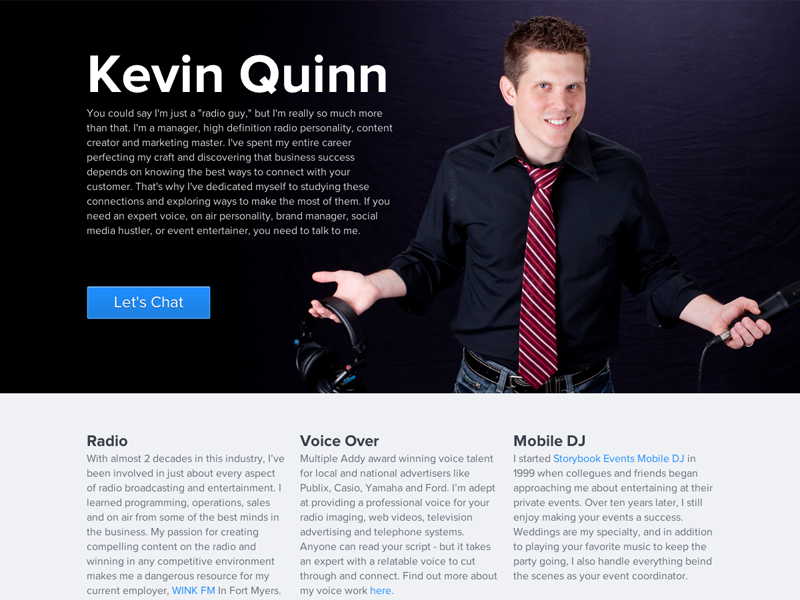 Kevin Quinn
You could say I'm just a "radio guy," but I'm really so much more
than that. I'm a manager, high definition radio personality, content
creator and marketing master. I've spent my entire career
perfecting my craft and discovering that business success
depends on knowing the best ways to connect with your
customer. That's why I've dedicated myself to studying these
connections and exploring ways to make the most of them. If you
need an expert voice, on air personality, brand manager, social
media hustler, or event entertainer, you need to talk to me.
Let's Chat
Radio
With almost 2 decades in this industry, I've
been involved in just about every aspect
of radio broadcasting and entertainment. I
learned programming, operations, sales
and on air from some of the best minds in
the business. My passion for creating
compelling content on the radio and
winning in any competitive environment
makes me a dangerous resource for my
current employer, WINK FM In Fort Myers.
Voice Over
Multiple Addy award winning voice talent
for local and national advertisers like
Publix, Casio, Yamaha and Ford. I'm adept
at providing a professional voice for your
radio imaging, web videos, television
advertising and telephone systems.
Anyone can read your script - but it takes
an expert with a relatable voice to cut
through and connect. Find out more about
my voice work here.
Mobile DJ
I started Storybook Events Mobile DJ in
1999 when collegues and friends began
approaching me about entertaining at their
private events. Over ten years later, I still
enjoy making your events a success.
Weddings are my specialty, and in addition
to playing your favorite music to keep the
party going, I also handle everything beind
the scenes as your event coordinator.